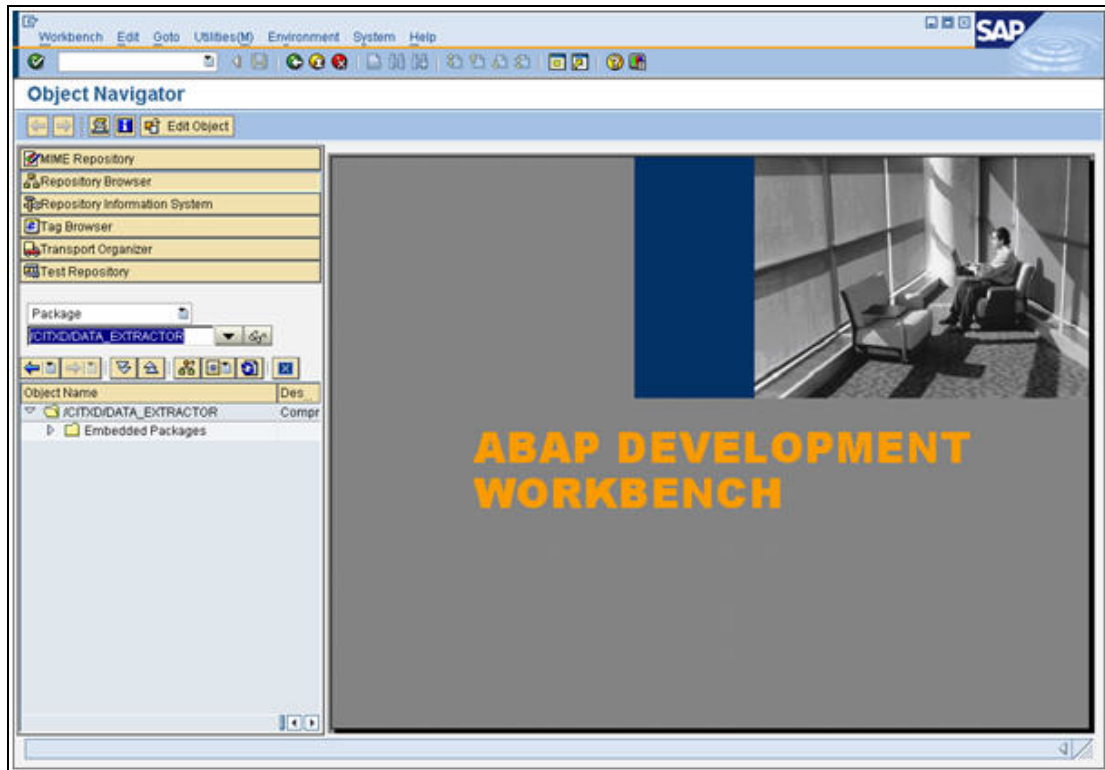 Workbench Edit Goto Utilities(M) Environment System Help
SAP
Object Navigator
Edit Object
MIME Repository
Repository Browser
Repository Information System
Tag Browser
Transport Organizer
Test Repository
Package
/CITXD/DATA_EXTRACTOR
Object Name Des...
/CITXD/DATA_EXTRACTOR Compr
Embedded Packages
ABAP DEVELOPMENT
WORKBENCH